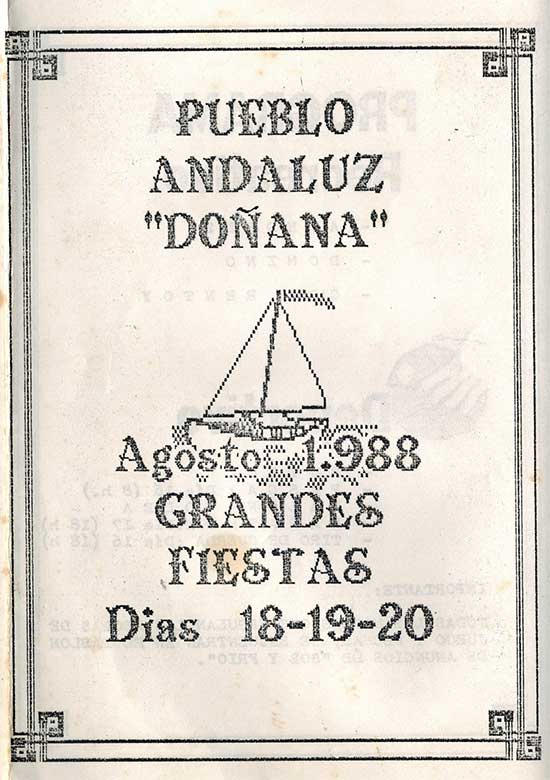 PUEBLO
ANDALUZ
"DOÑANA"
Agosto 1.988
GRANDES
FIESTAS
Dias 18-19-20